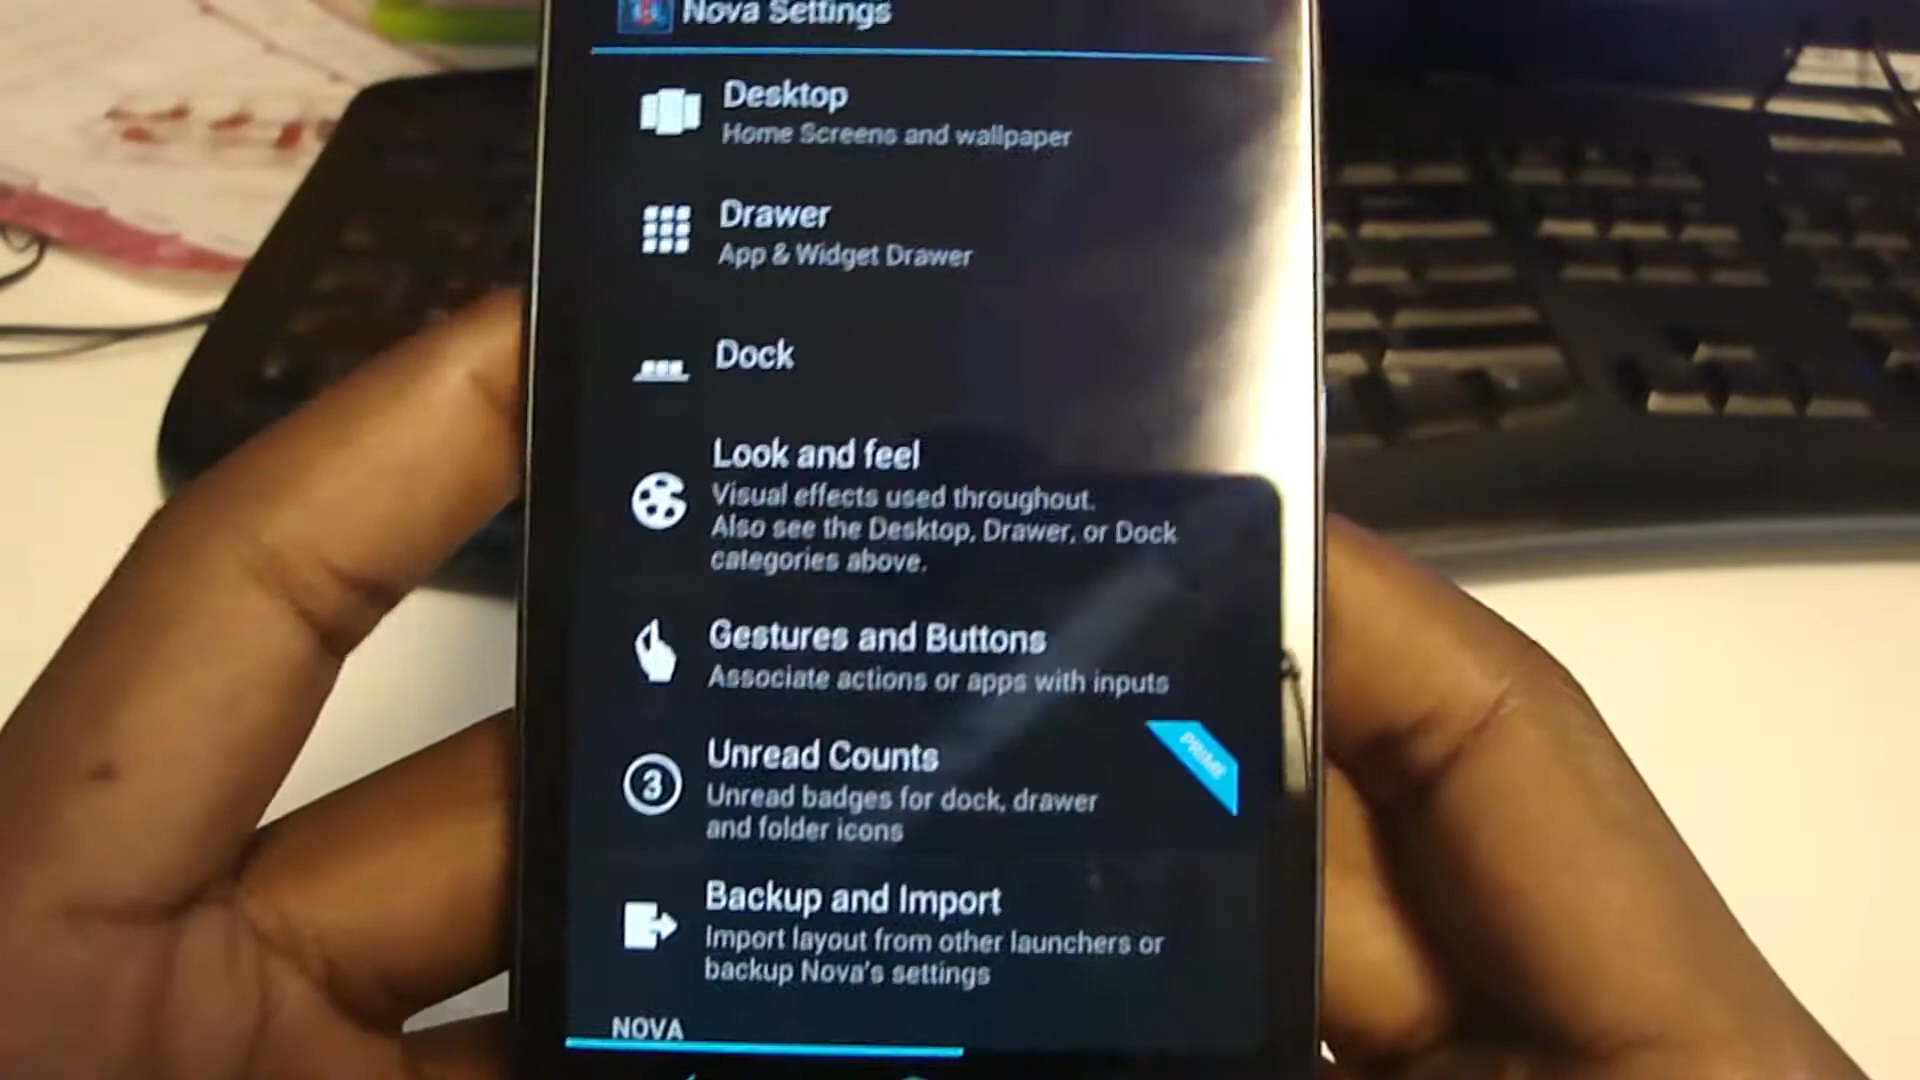 Nova Settings
Desktop
Home Screens and wallpaper
Drawer
App & Widget Drawer
Dock
Look and feel
Visual effects used throughout.
Also see the Desktop, Drawer, or Dock
categories above.
Gestures and Buttons
Associate actions or apps with inputs
Unread Counts
PRIME
Unread badges for dock, drawer
and folder icons
3
Backup and Import
Import layout from other launchers or
backup Nova's settings
NOVA